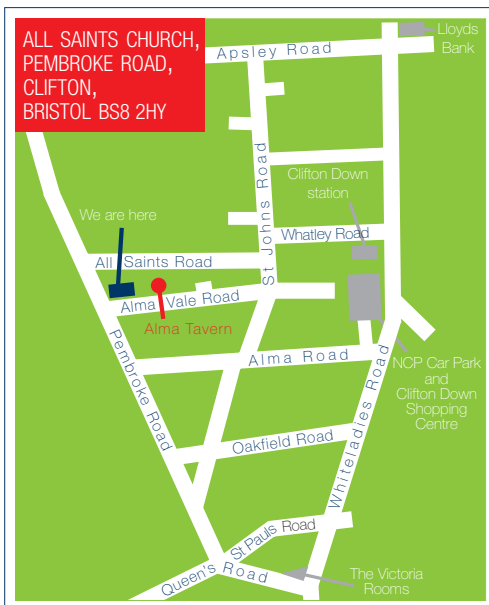 ALL SAINTS CHURCH,
PEMBROKE ROAD,
CLIFTON,
BRISTOL BS8 2HY
Apsley Road
Lloyds
Bank
St Johns Road
Clifton Down
station
We are here
Whatley Road
All Saints Road
Alma Vale Road
Alma Tavern
Pembroke Road
Alma Road
NCP Car Park
and
Clifton Down
Shopping
Centre
Whiteladies Road
Oakfield Road
St Pauls Road
Queen's Road
The Victoria
Rooms